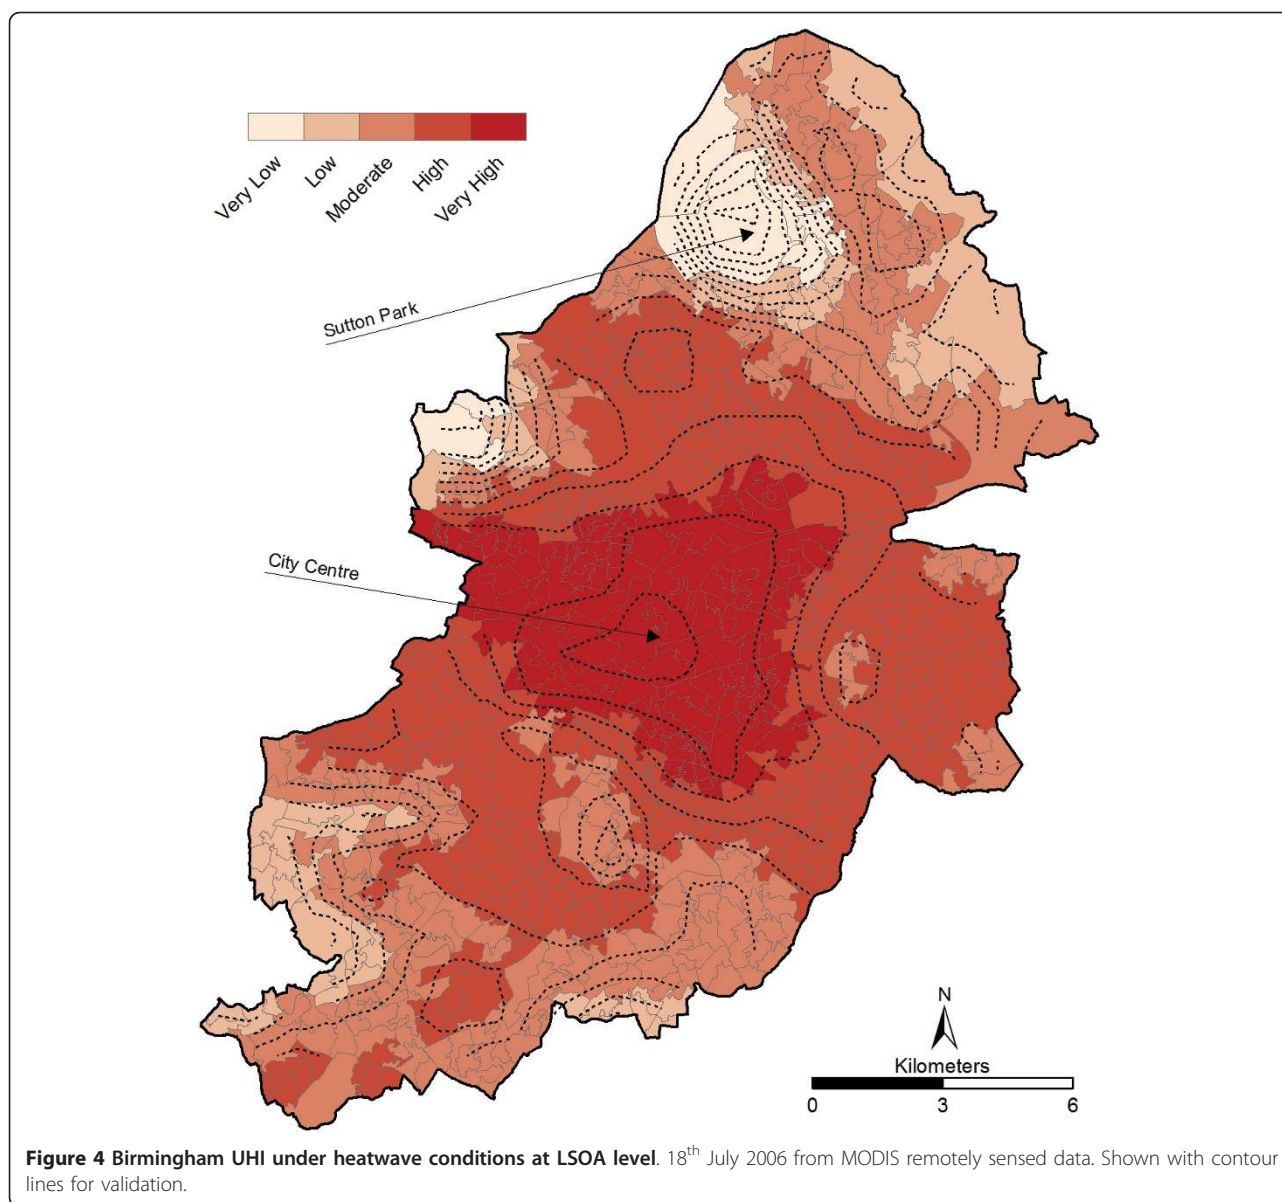 Very Low
Low
Moderate
High
Very High
Sutton Park
City Centre
N
Kilometers
0 3 6
Figure 4 Birmingham UHI under heatwave conditions at LSOA level. 18th July 2006 from MODIS remotely sensed data. Shown with contour
lines for validation.